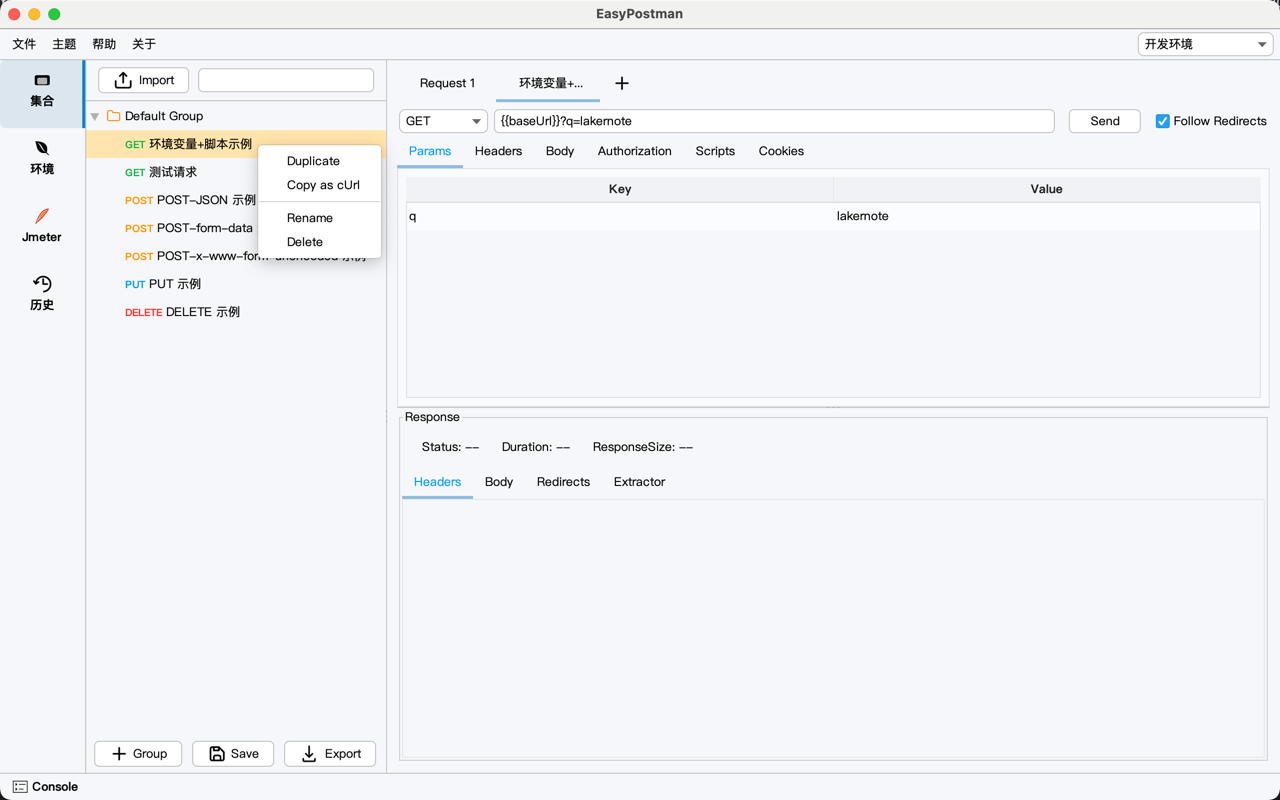 EasyPostman
文件 主题 帮助 关于
开发环境
集合
环境
Jmeter
历史
Import
Default Group
GET 环境变量+脚本示例
GET 测试请求
POST POST-JSON 示例
POST POST-form-data
POST POST-x-www-form-urlencoded 示例
PUT PUT 示例
DELETE DELETE 示例
Duplicate
Copy as cUrl
Rename
Delete
Group
Save
Export
Request 1
环境变量+...
GET
{{baseUrl}}?q=lakernote
Send
Follow Redirects
Params Headers Body Authorization Scripts Cookies
Key Value
q lakernote
Response
Status: -- Duration: -- ResponseSize: --
Headers Body Redirects Extractor
Console